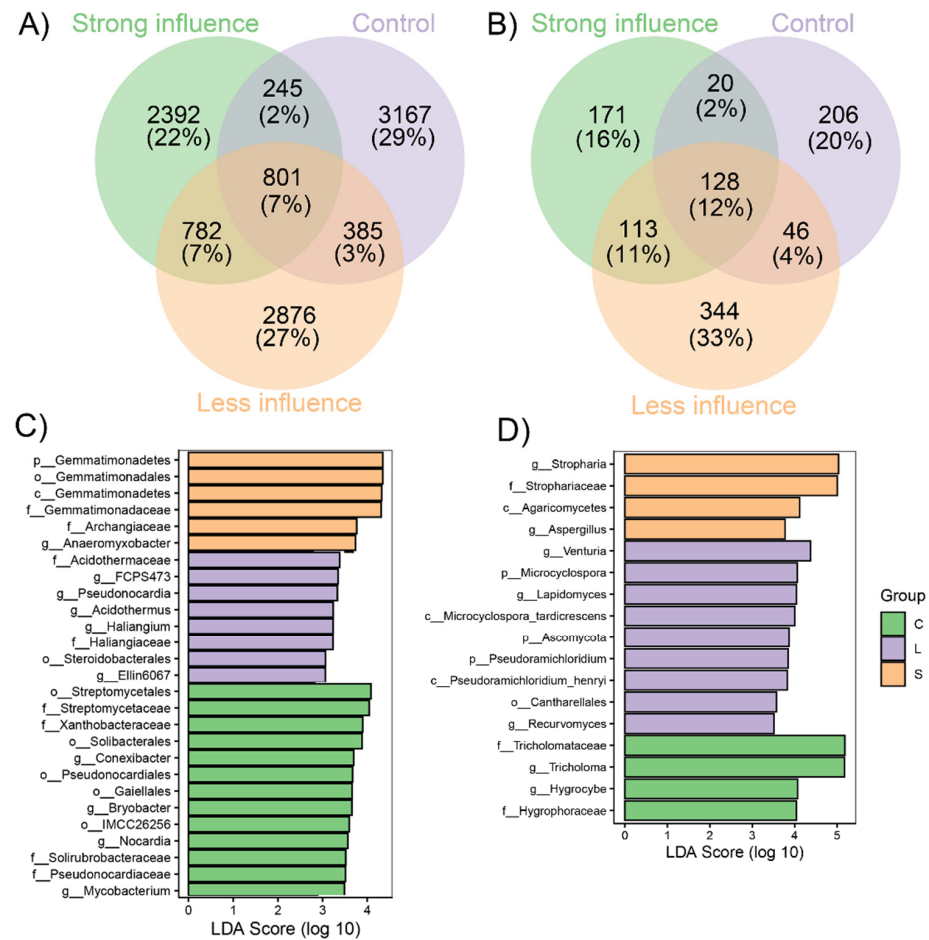 A)
Strong influence
Control
245
(2%)
2392
(22%)
3167
(29%)
801
(7%)
782
(7%)
385
(3%)
2876
(27%)
Less influence
B)
Strong influence
Control
20
(2%)
171
(16%)
206
(20%)
128
(12%)
113
(11%)
46
(4%)
344
(33%)
Less influence
C)
p__Gemmatimonadetes
o__Gemmatimonadales
c__Gemmatimonadetes
f__Gemmatimonadaceae
f__Archangiaceae
g__Anaeromyxobacter
f__Acidothermaceae
g__FCPS473
g__Pseudonocardia
g__Acidothermus
g__Haliangium
f__Haliangiaceae
o__Steroidobacterales
g__Ellin6067
o__Streptomycetales
f__Streptomycetaceae
f__Xanthobacteraceae
o__Solibacterales
g__Conexibacter
o__Pseudonocardiales
o__Gaiellales
g__Bryobacter
o__IMCC26256
g__Nocardia
f__Solirubrobacteraceae
f__Pseudonocardiaceae
g__Mycobacterium
0 1 2 3 4
LDA Score (log 10)
D)
g__Stropharia
f__Strophariaceae
c__Agaricomycetes
g__Aspergillus
g__Venturia
p__Microcyclospora
g__Lapidomyces
c__Microcyclospora_tardicrescens
p__Ascomycota
p__Pseudoramichloridium
c__Pseudoramichloridium_henryi
o__Cantharellales
g__Recurvomyces
f__Tricholomataceae
g__Tricholoma
g__Hygrocybe
f__Hygrophoraceae
0 1 2 3 4 5
LDA Score (log 10)
Group
C
L
S